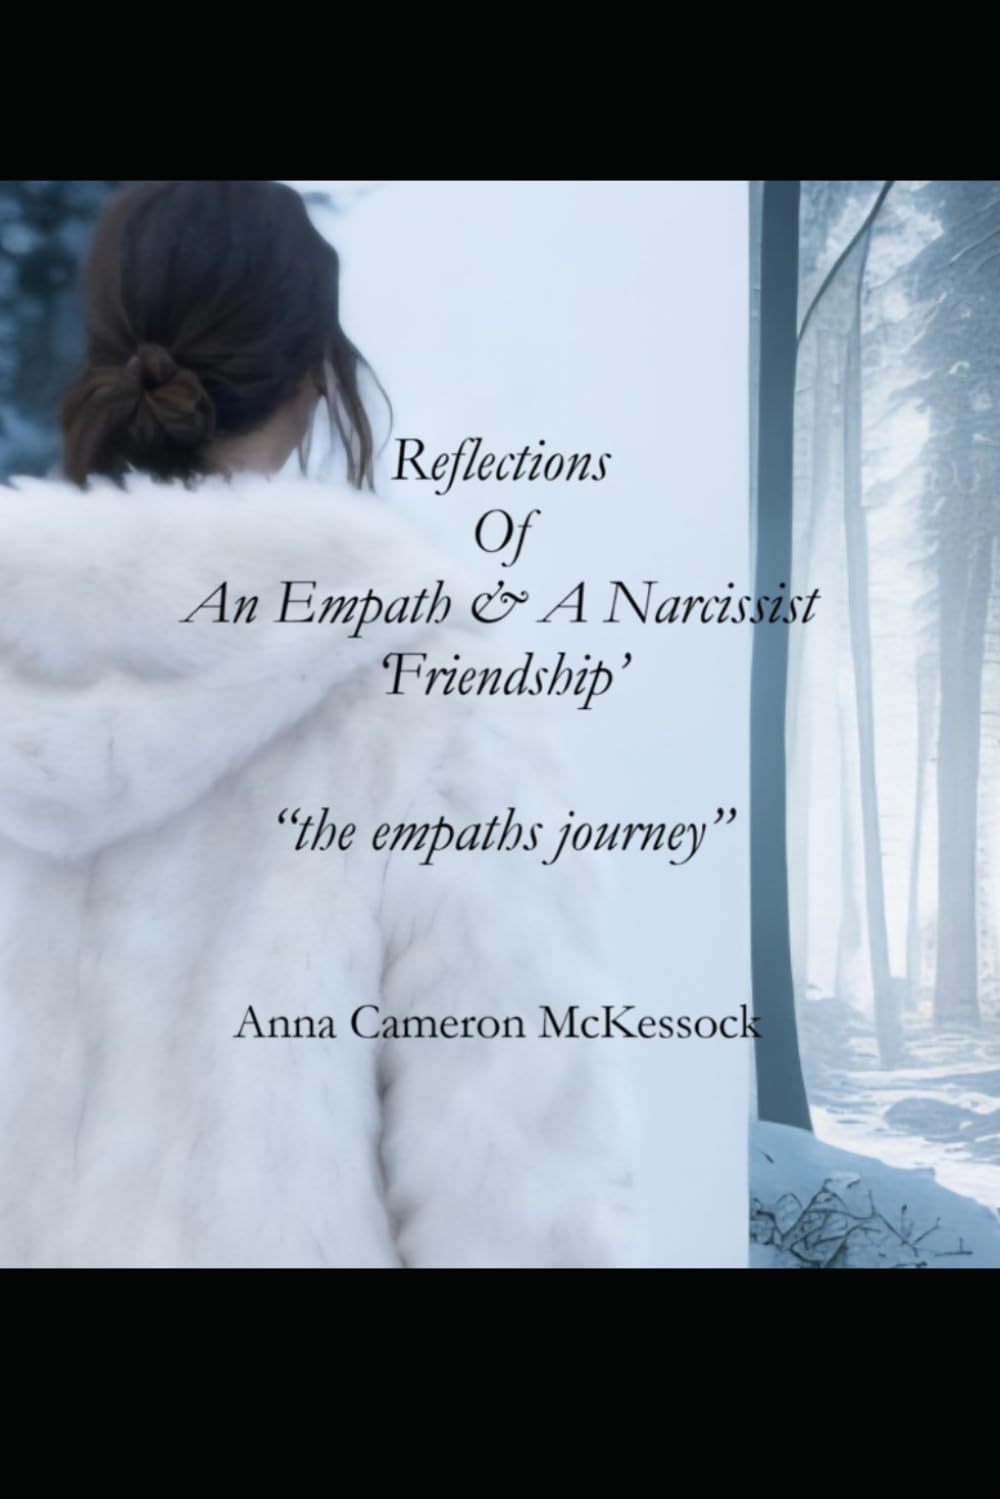 Reflections
Of
An Empath & A Narcissist
‘Friendship’
“the empaths journey”
Anna Cameron McKessock